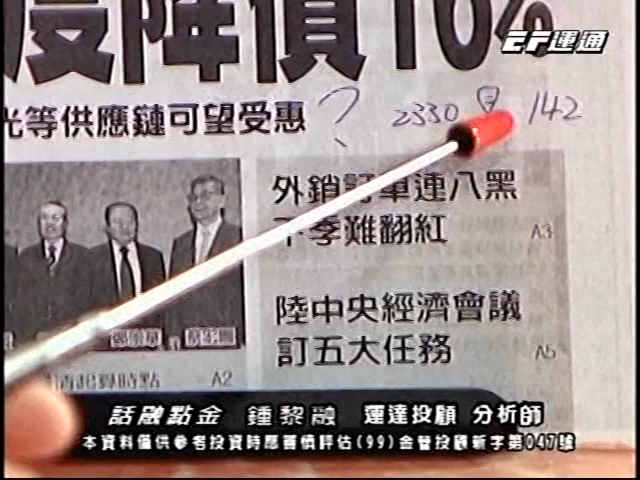 度降價10%
EF運通
光等供應鏈可望受惠
? 2330 142
外銷訂單連八黑
下季難翻紅 A3
陸中央經濟會議
訂五大任務 A5
A2
話融點金 鍾黎融 運達投顧 分析師
本資料僅供參考投資時應審慎評估(99)金管投顧新字第047號